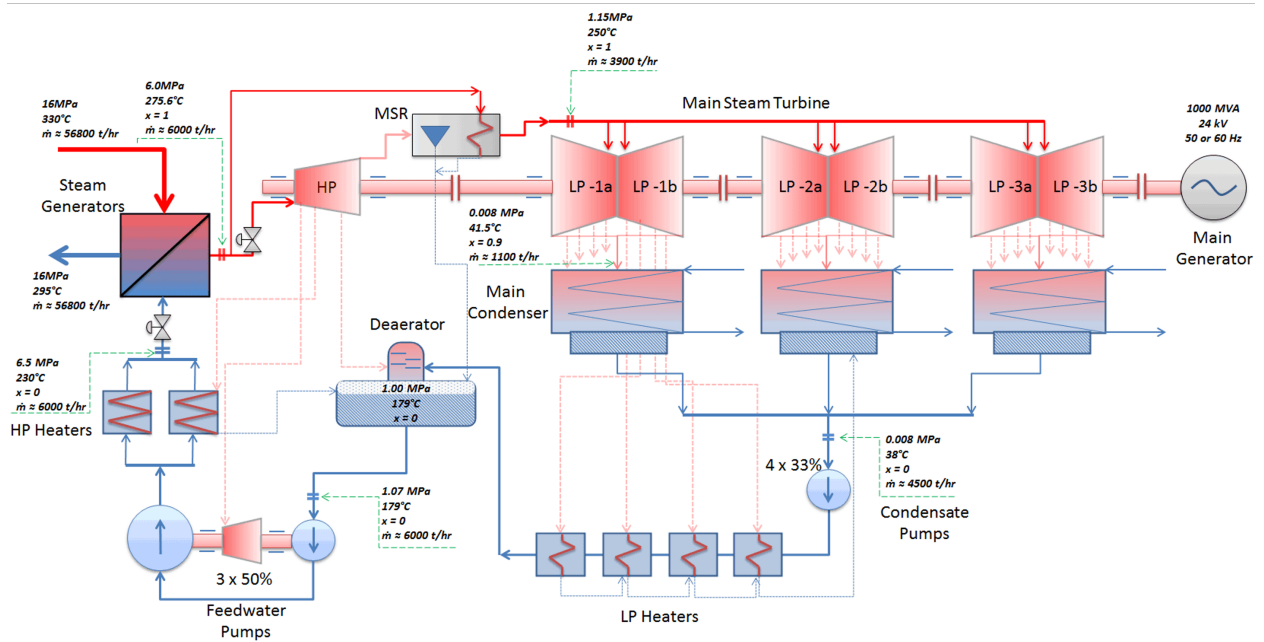 1.15MPa
250°C
x = 1
ṁ ≈ 3900 t/hr
6.0MPa
275.6°C
x = 1
ṁ ≈ 6000 t/hr
16MPa
330°C
ṁ ≈ 56800 t/hr
MSR
Main Steam Turbine
1000 MVA
24 kV
50 or 60 Hz
Steam
Generators
HP
LP -1a
LP -1b
LP -2a
LP -2b
LP -3a
LP -3b
Main
Generator
0.008 MPa
41.5°C
x = 0.9
ṁ ≈ 1100 t/hr
16MPa
295°C
ṁ ≈ 56800 t/hr
Main
Condenser
Deaerator
1.00 MPa
179°C
x = 0
6.5 MPa
230°C
x = 0
ṁ ≈ 6000 t/hr
HP Heaters
0.008 MPa
38°C
x = 0
ṁ ≈ 4500 t/hr
4 x 33%
Condensate
Pumps
1.07 MPa
179°C
x = 0
ṁ ≈ 6000 t/hr
3 x 50%
Feedwater
Pumps
LP Heaters